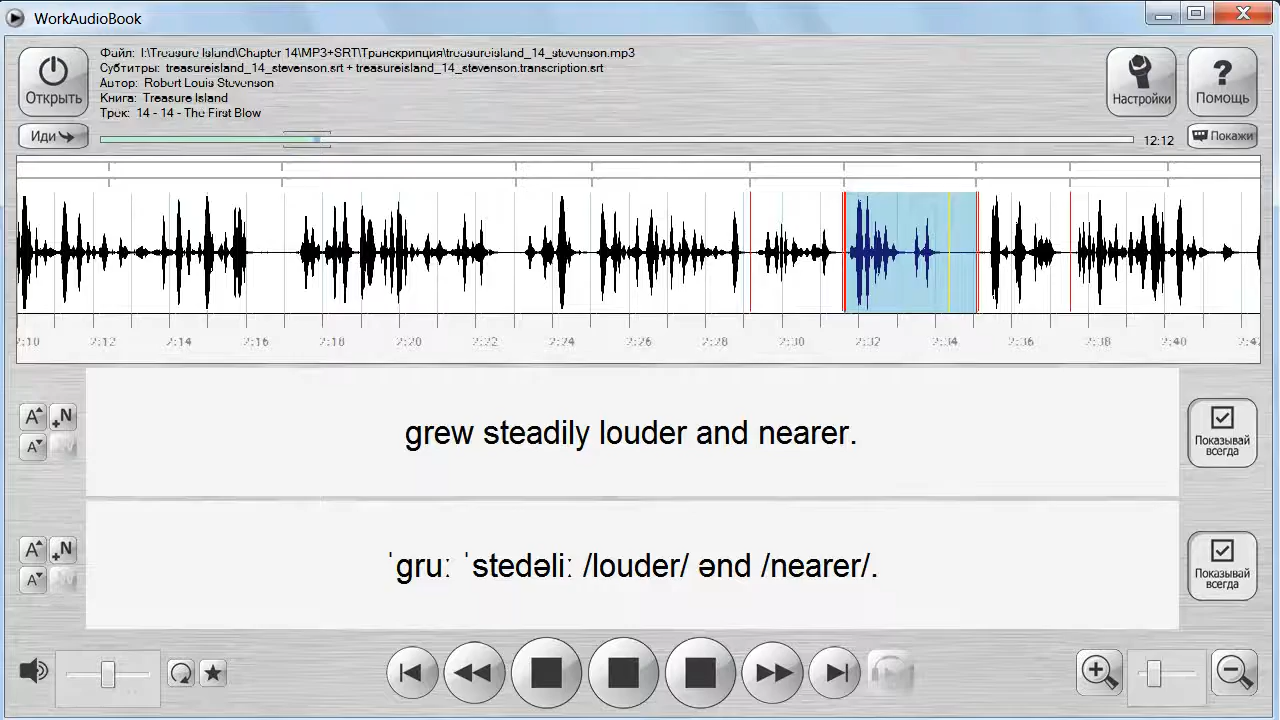 WorkAudioBook
Открыть
Файл: I:\Treasure Island\Chapter 14\MP3+SRT\Транскрипция\treasureisland_14_stevenson.mp3
Субтитры: treasureisland_14_stevenson.srt + treasureisland_14_stevenson.transcription.srt
Автор: Robert Louis Stevenson
Книга: Treasure Island
Трек: 14 - 14 - The First Blow
Настройки
?
Помощь
Иди
12:12
Покажи
2:10 2:12 2:14 2:16 2:18 2:20 2:22 2:24 2:26 2:28 2:30 2:32 2:34 2:36 2:38 2:40 2:42
A +N
A
grew steadily louder and nearer.
Показывай
всегда
A +N
A
ˈgruː ˈstedəliː /louder/ ənd /nearer/.
Показывай
всегда